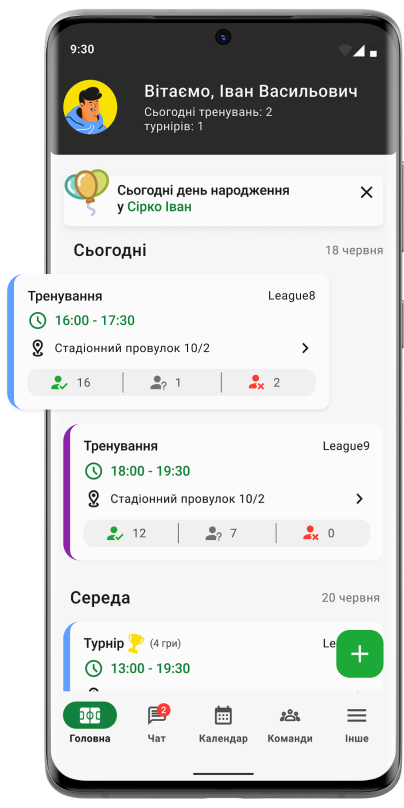 9:30
Вітаємо, Іван Васильович
Сьогодні тренувань: 2
турнірів: 1
Сьогодні день народження
у Сірко Іван
Сьогодні
18 червня
Тренування
League8
16:00 - 17:30
Стадіонний провулок 10/2
16
1
2
Тренування
League9
18:00 - 19:30
Стадіонний провулок 10/2
12
7
0
Середа
20 червня
Турнір (4 гри)
Le
13:00 - 19:30
2
Головна
Чат
Календар
Команди
Інше